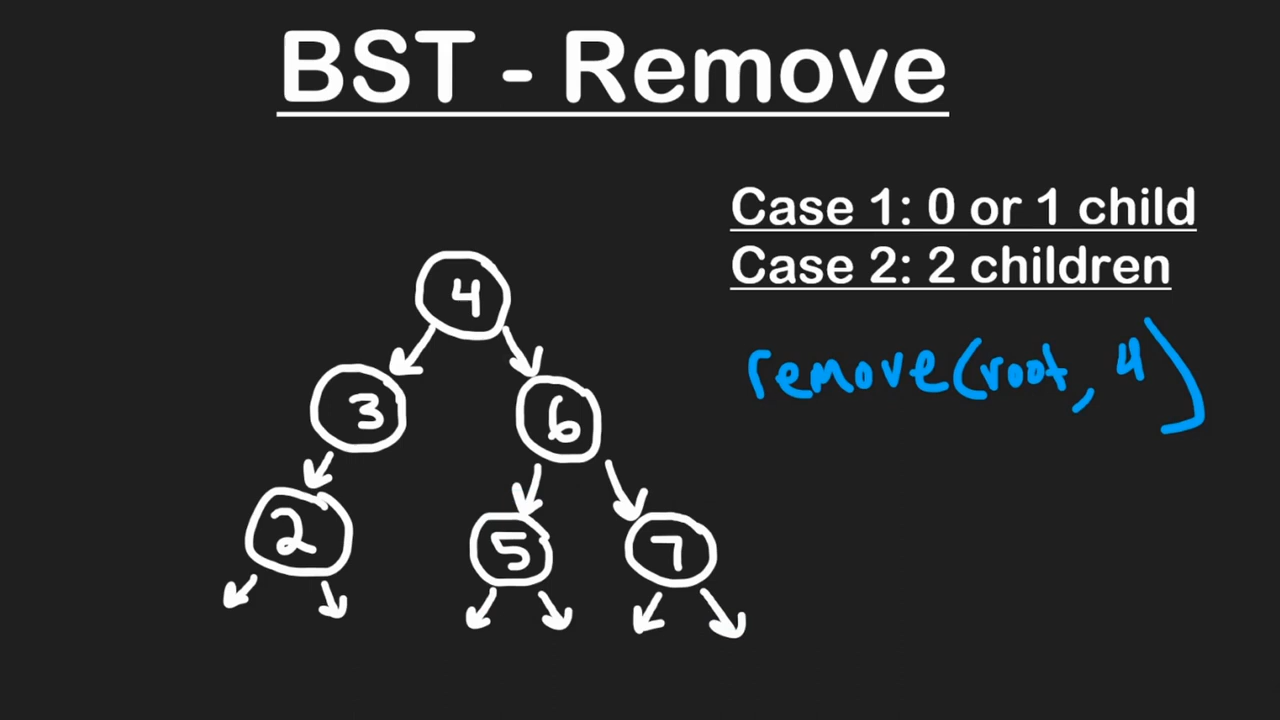 BST - Remove
Case 1: 0 or 1 child
Case 2: 2 children
remove(root, 4)
4
3
6
2
5
7